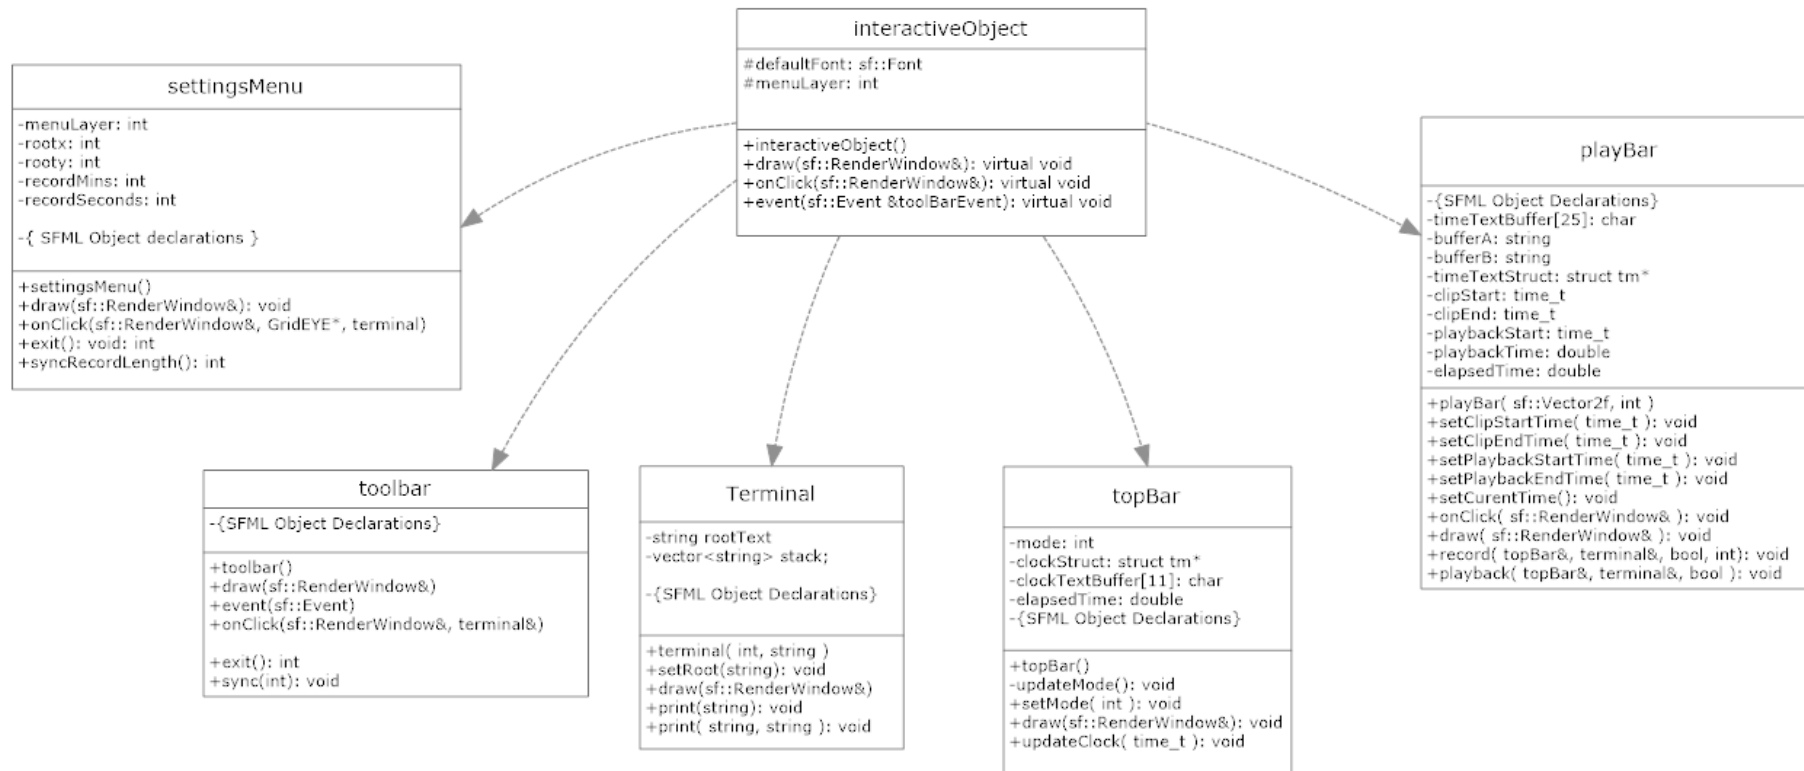 interactiveObject
#defaultFont: sf::Font
#menuLayer: int
+interactiveObject()
+draw(sf::RenderWindow&): virtual void
+onClick(sf::RenderWindow&): virtual void
+event(sf::Event &toolBarEvent): virtual void
settingsMenu
-menuLayer: int
-rootx: int
-rooty: int
-recordMins: int
-recordSeconds: int
-{ SFML Object declarations }
+settingsMenu()
+draw(sf::RenderWindow&): void
+onClick(sf::RenderWindow&, GridEYE*, terminal)
+exit(): void: int
+syncRecordLength(): int
playBar
-{SFML Object Declarations}
-timeTextBuffer[25]: char
-bufferA: string
-bufferB: string
-timeTextStruct: struct tm*
-clipStart: time_t
-clipEnd: time_t
-playbackStart: time_t
-playbackTime: double
-elapsedTime: double
+playBar( sf::Vector2f, int )
+setClipStartTime( time_t ): void
+setClipEndTime( time_t ): void
+setPlaybackStartTime( time_t ): void
+setPlaybackEndTime( time_t ): void
+setCurentTime(): void
+onClick( sf::RenderWindow& ): void
+draw( sf::RenderWindow& ): void
+record( topBar&, terminal&, bool, int): void
+playback( topBar&, terminal&, bool ): void
toolbar
-{SFML Object Declarations}
+toolbar()
+draw(sf::RenderWindow&)
+event(sf::Event)
+onClick(sf::RenderWindow&, terminal&)
+exit(): int
+sync(int): void
Terminal
-string rootText
-vector<string> stack;
-{SFML Object Declarations}
+terminal( int, string )
+setRoot(string): void
+draw(sf::RenderWindow&)
+print(string): void
+print( string, string ): void
topBar
-mode: int
-clockStruct: struct tm*
-clockTextBuffer[11]: char
-elapsedTime: double
-{SFML Object Declarations}
+topBar()
-updateMode(): void
+setMode( int ): void
+draw(sf::RenderWindow&): void
+updateClock( time_t ): void